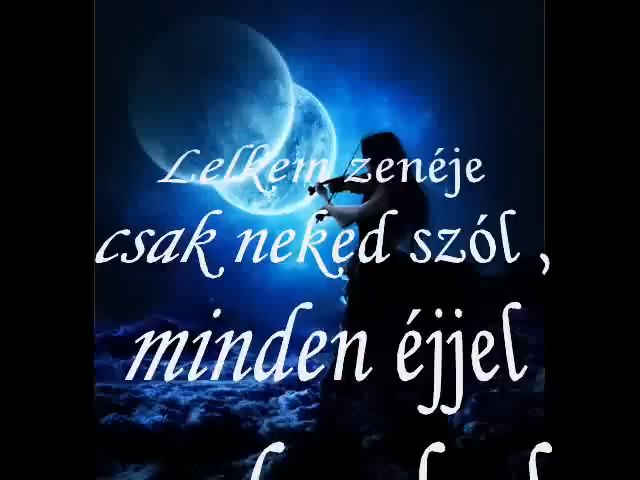 Lelkem zenéje
csak neked szól ,
minden éjjel